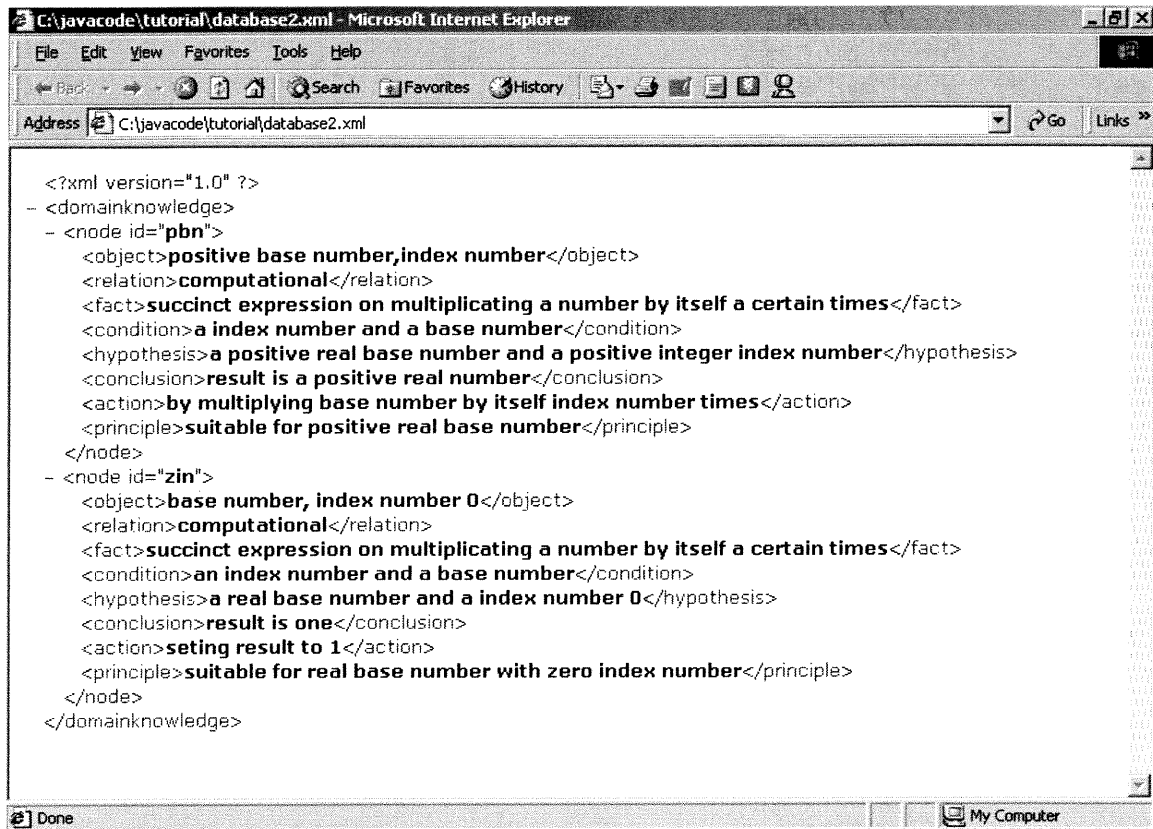 C:\javacode\tutorial\database2.xml - Microsoft Internet Explorer
File Edit View Favorites Tools Help
Back Search Favorites History
Address C:\javacode\tutorial\database2.xml Go Links »
<?xml version="1.0" ?>
- <domainknowledge>
- <node id="pbn">
<object>positive base number,index number</object>
<relation>computational</relation>
<fact>succinct expression on multiplicating a number by itself a certain times</fact>
<condition>a index number and a base number</condition>
<hypothesis>a positive real base number and a positive integer index number</hypothesis>
<conclusion>result is a positive real number</conclusion>
<action>by multiplying base number by itself index number times</action>
<principle>suitable for positive real base number</principle>
</node>
- <node id="zin">
<object>base number, index number 0</object>
<relation>computational</relation>
<fact>succinct expression on multiplicating a number by itself a certain times</fact>
<condition>an index number and a base number</condition>
<hypothesis>a real base number and a index number 0</hypothesis>
<conclusion>result is one</conclusion>
<action>seting result to 1</action>
<principle>suitable for real base number with zero index number</principle>
</node>
</domainknowledge>
Done My Computer